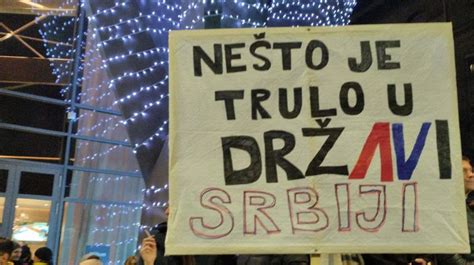 NEŠTO JE
TRULO U
DRŽAVI
SRBIJI